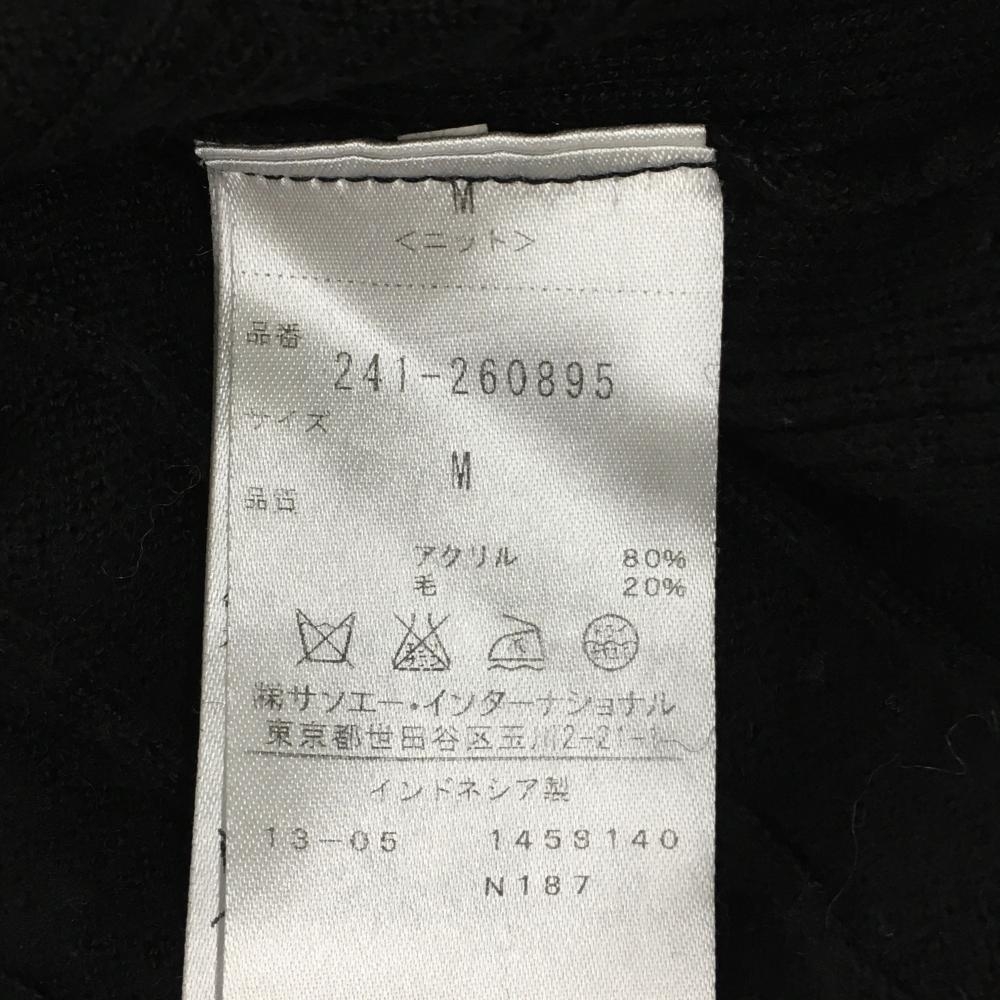 M
<ニット>
品番
241-260895
サイズ
M
品名
アクリル 80%
毛 20%
㈱サンエー・インターナショナル
東京都世田谷区玉川2-21-1
インドネシア製
13-05 1458140
N187